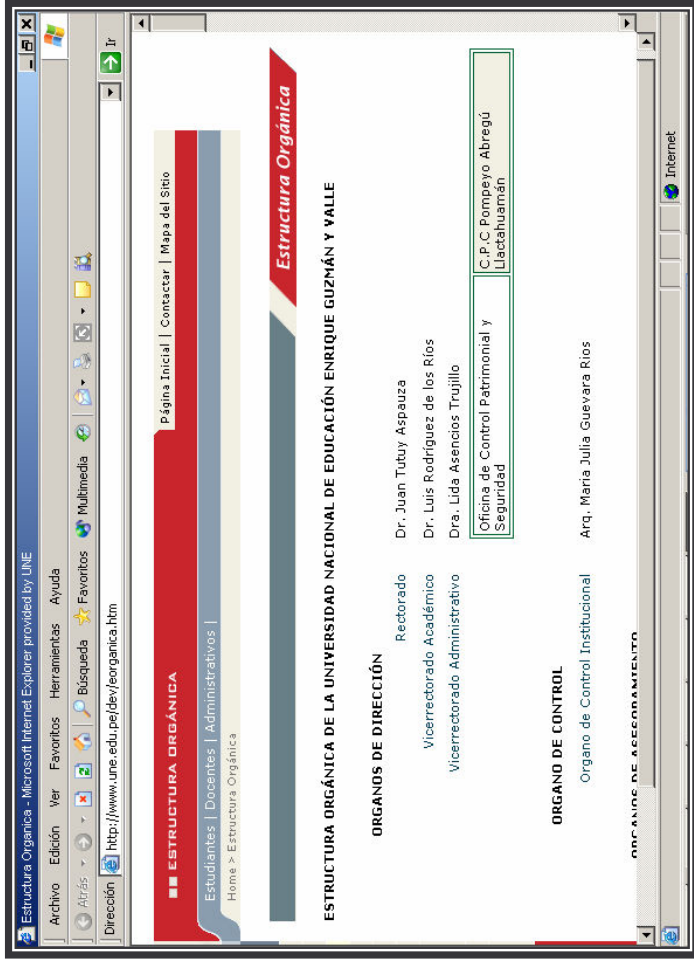 Estructura Organica - Microsoft Internet Explorer provided by UNE
Archivo Edición Ver Favoritos Herramientas Ayuda
Atrás Búsqueda Favoritos Multimedia
Dirección http://www.une.edu.pe/dev/eorganica.htm Ir
Página Inicial | Contactar | Mapa del Sitio
ESTRUCTURA ORGÁNICA
Estudiantes | Docentes | Administrativos |
Home > Estructura Orgánica
Estructura Orgánica
ESTRUCTURA ORGÁNICA DE LA UNIVERSIDAD NACIONAL DE EDUCACIÓN ENRIQUE GUZMÁN Y VALLE
ORGANOS DE DIRECCIÓN
Rectorado Dr. Juan Tutuy Aspauza
Vicerrectorado Académico Dr. Luis Rodríguez de los Ríos
Vicerrectorado Administrativo Dra. Lida Asencios Trujillo
Oficina de Control Patrimonial y C.P.C Pompeyo Abregú
Seguridad Llactahuamán
ORGANO DE CONTROL
Organo de Control Institucional Arq. Maria Julia Guevara Rios
ORGANOS DE ASESORAMIENTO
Internet